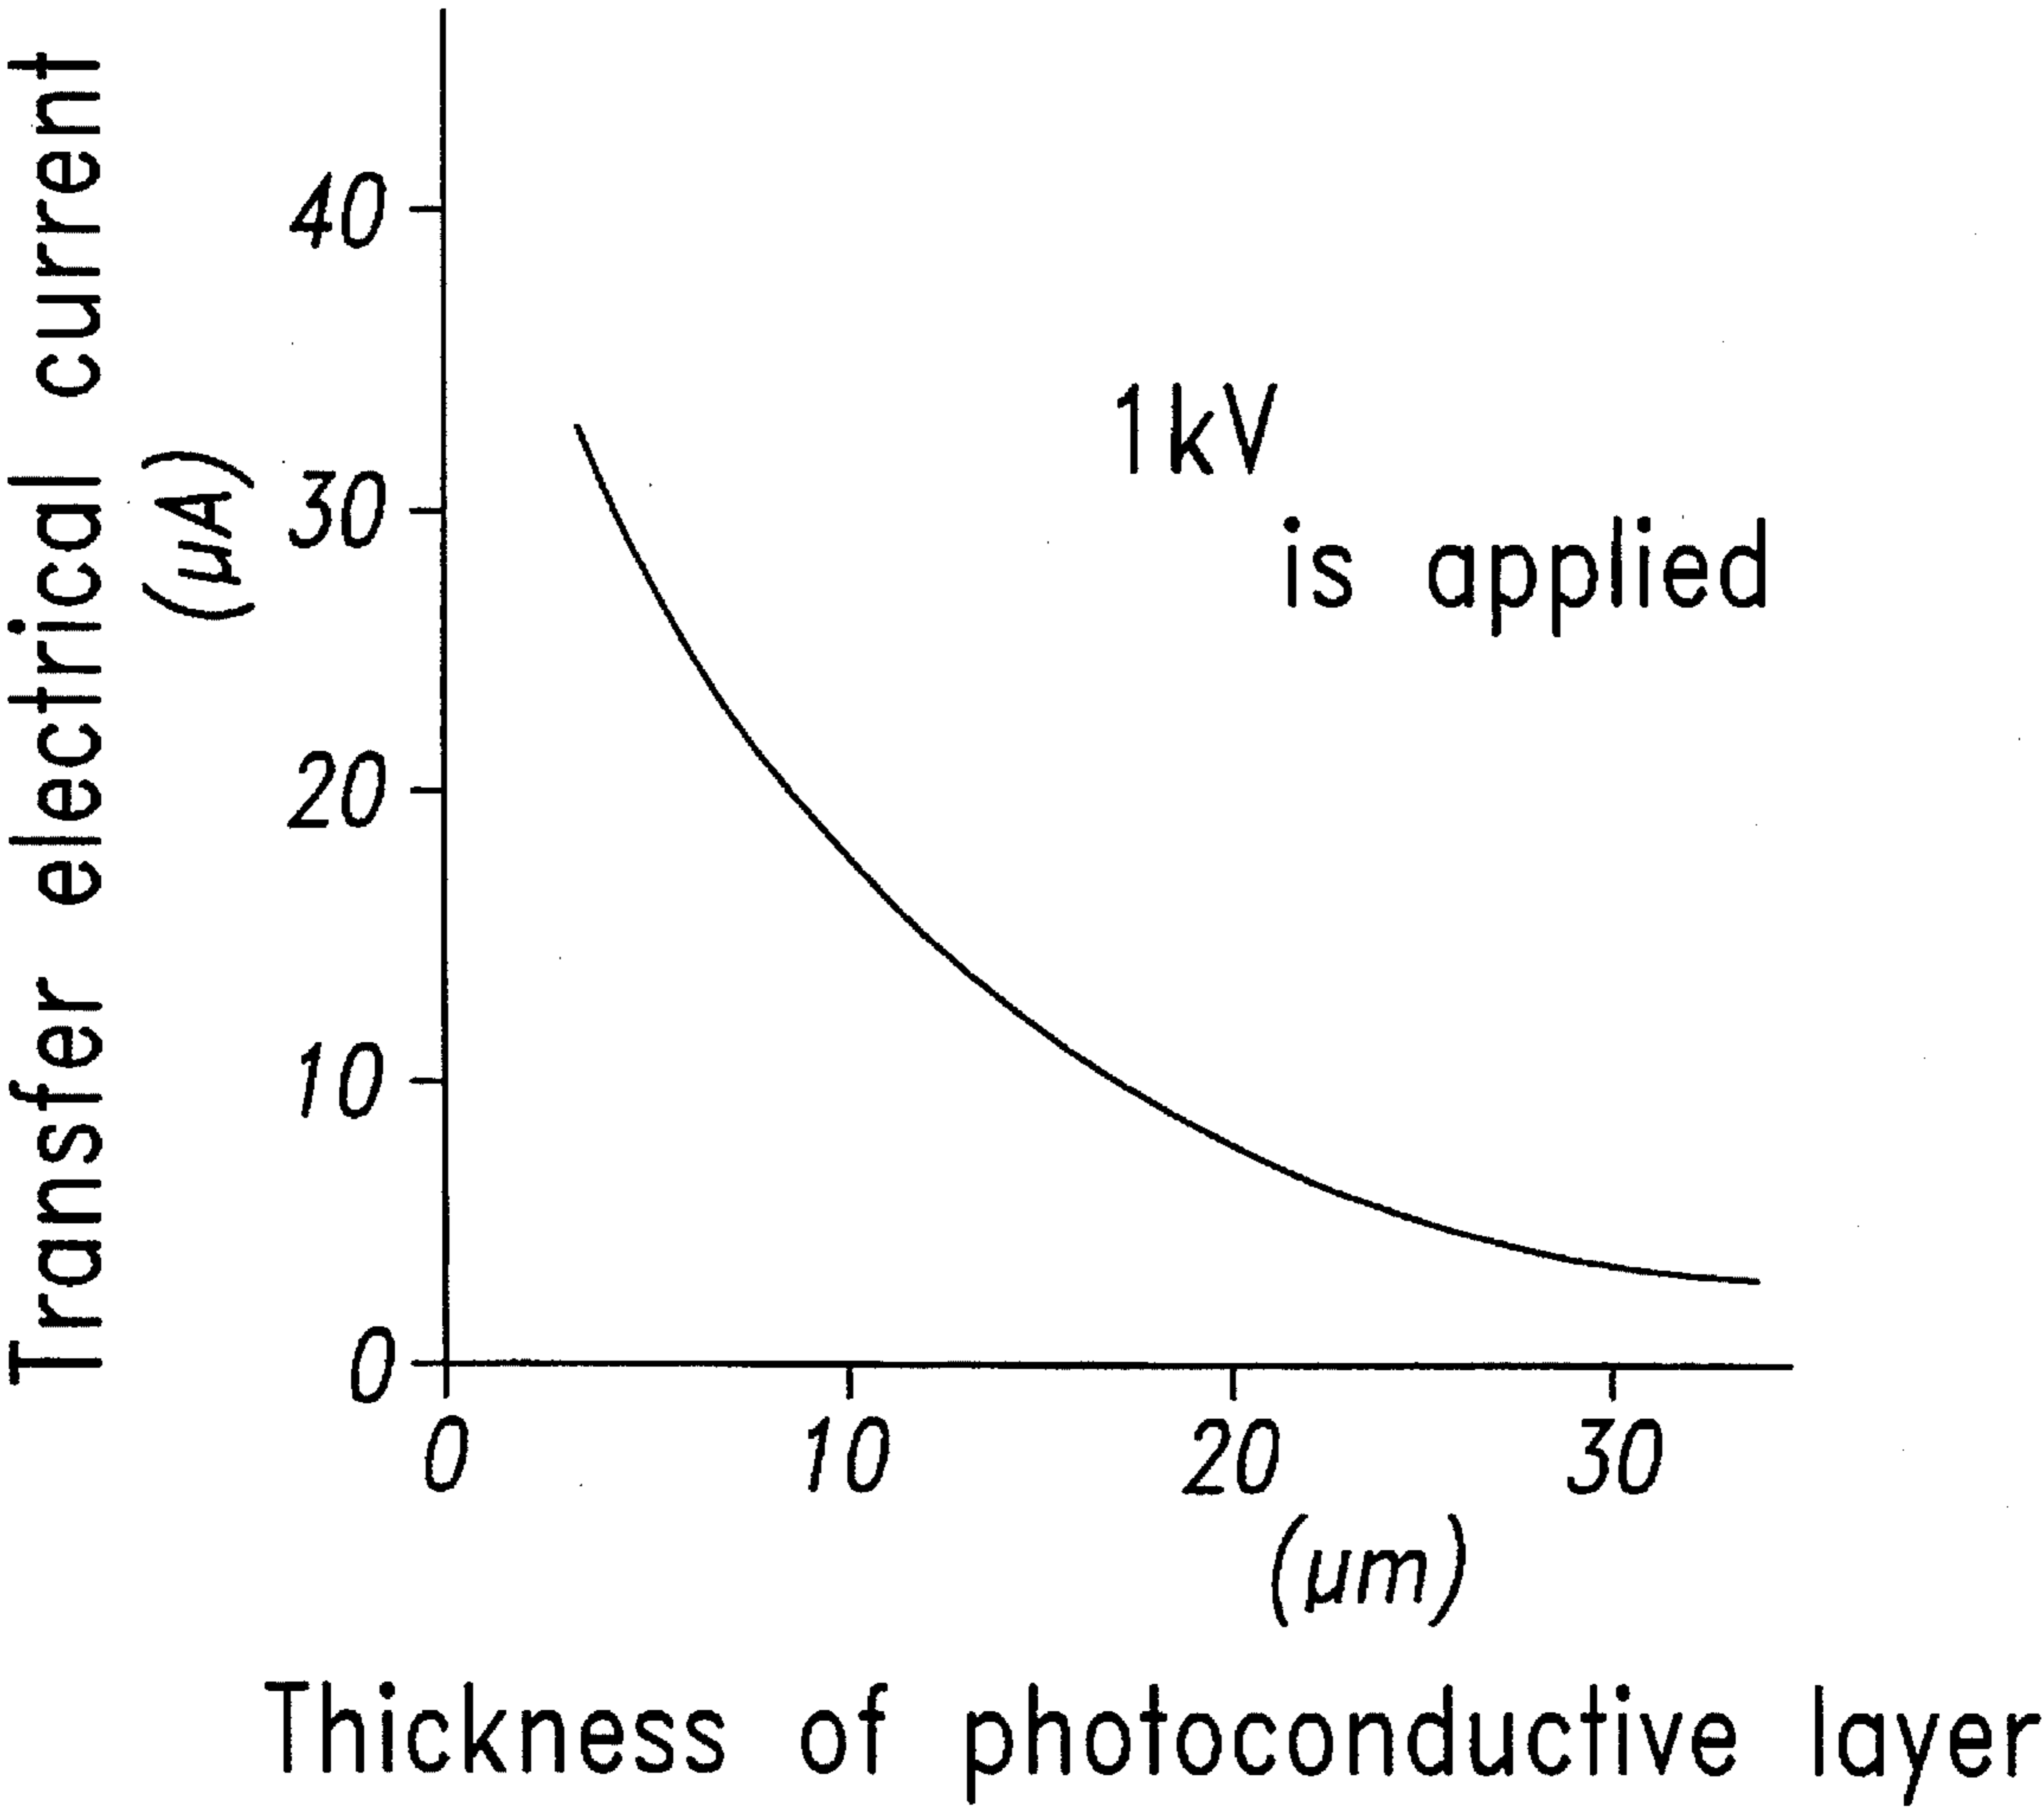 Transfer electrical current
(μA)
40
30
20
10
0
1kV
is applied
0 10 20 30
(μm)
Thickness of photoconductive layer